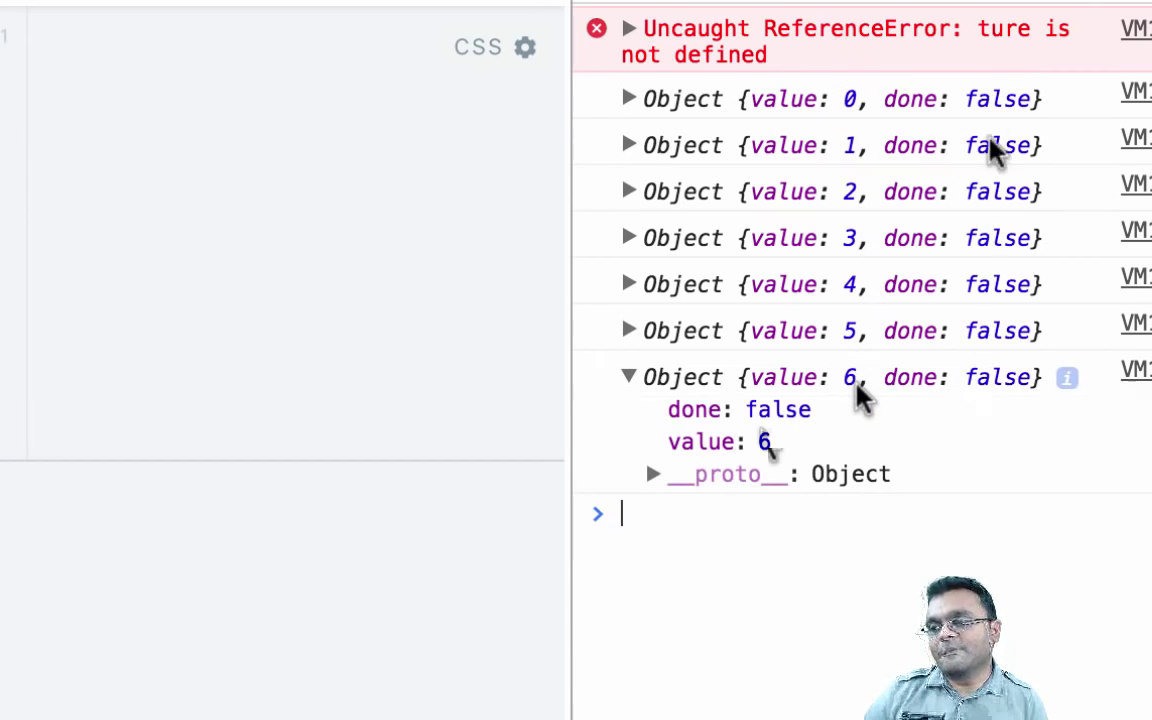 1
CSS
Uncaught ReferenceError: ture is
not defined
VM1
Object {value: 0, done: false}
VM1
Object {value: 1, done: false}
VM1
Object {value: 2, done: false}
VM1
Object {value: 3, done: false}
VM1
Object {value: 4, done: false}
VM1
Object {value: 5, done: false}
VM1
Object {value: 6, done: false} i
VM1
done: false
value: 6
__proto__: Object
>